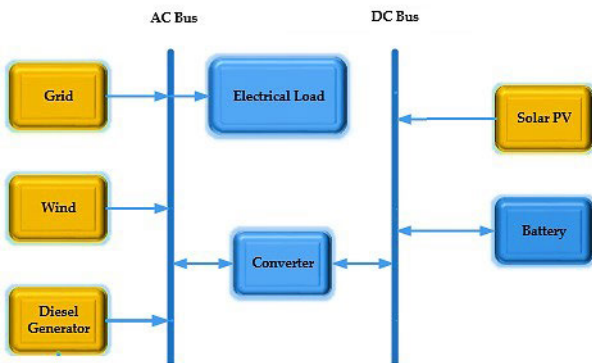 AC Bus
DC Bus
Grid
Electrical Load
Solar PV
Wind
Battery
Converter
Diesel
Generator